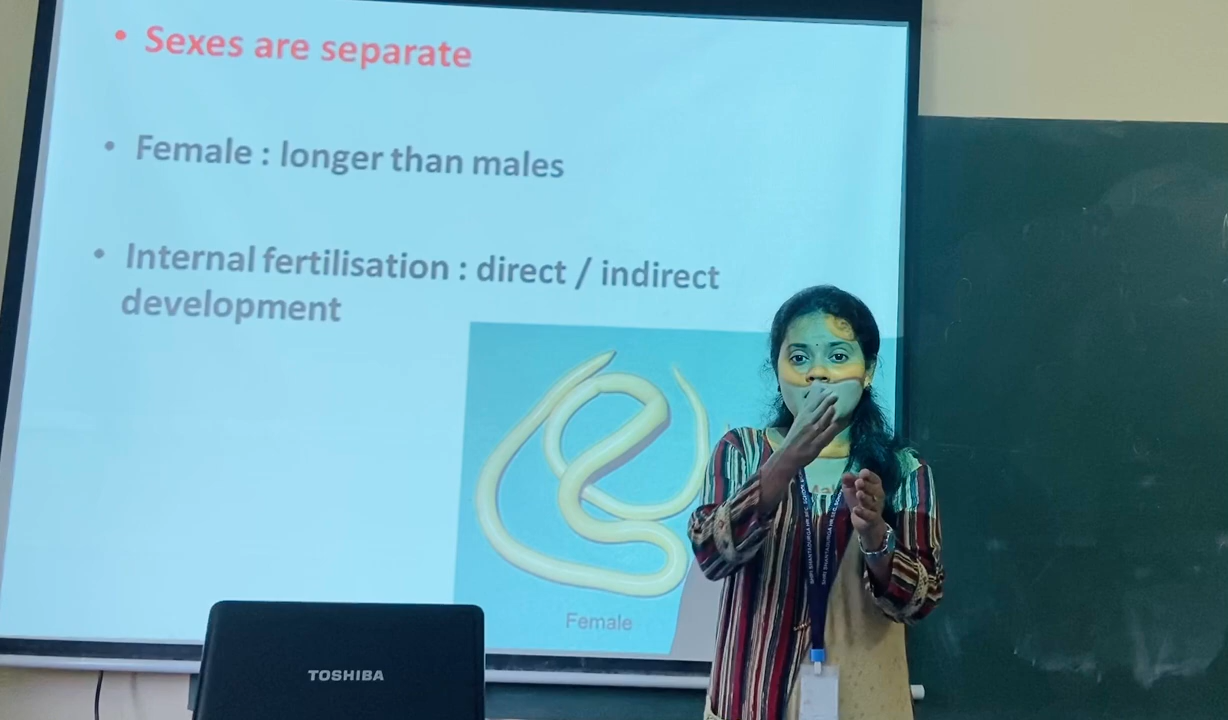 • Sexes are separate
• Female : longer than males
• Internal fertilisation : direct / indirect
development
Female
TOSHIBA